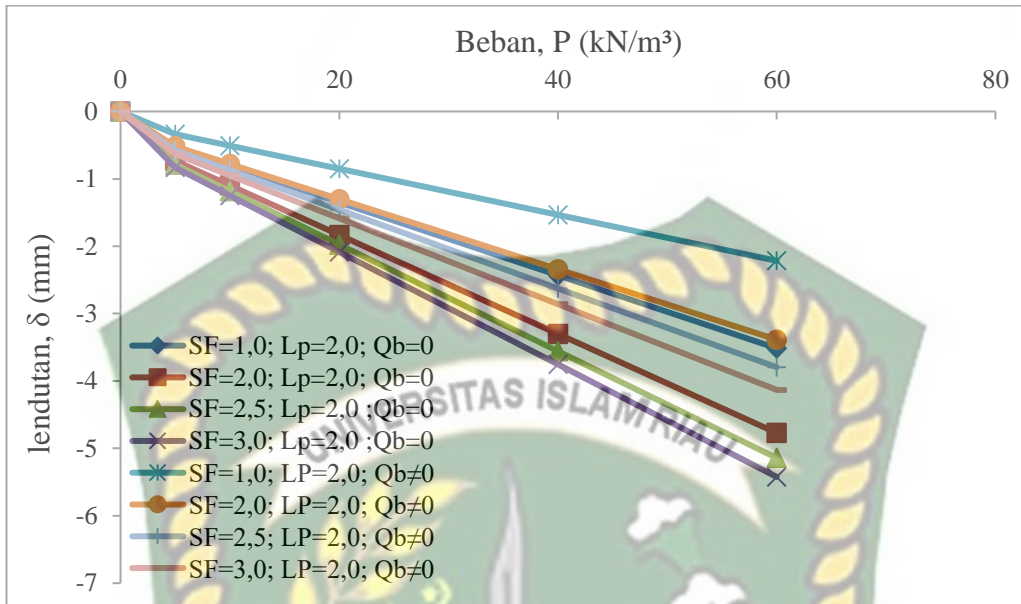 Beban, P (kN/m³)
0 20 40 60 80
0
-1
-2
-3
-4
-5
-6
-7
lendutan, δ (mm)
SF=1,0; Lp=2,0; Qb=0
SF=2,0; Lp=2,0; Qb=0
SF=2,5; Lp=2,0 ;Qb=0
SF=3,0; Lp=2,0 ;Qb=0
SF=1,0; LP=2,0; Qb≠0
SF=2,0; LP=2,0; Qb≠0
SF=2,5; LP=2,0; Qb≠0
SF=3,0; LP=2,0; Qb≠0
UNIVERSITAS ISLAM RIAU